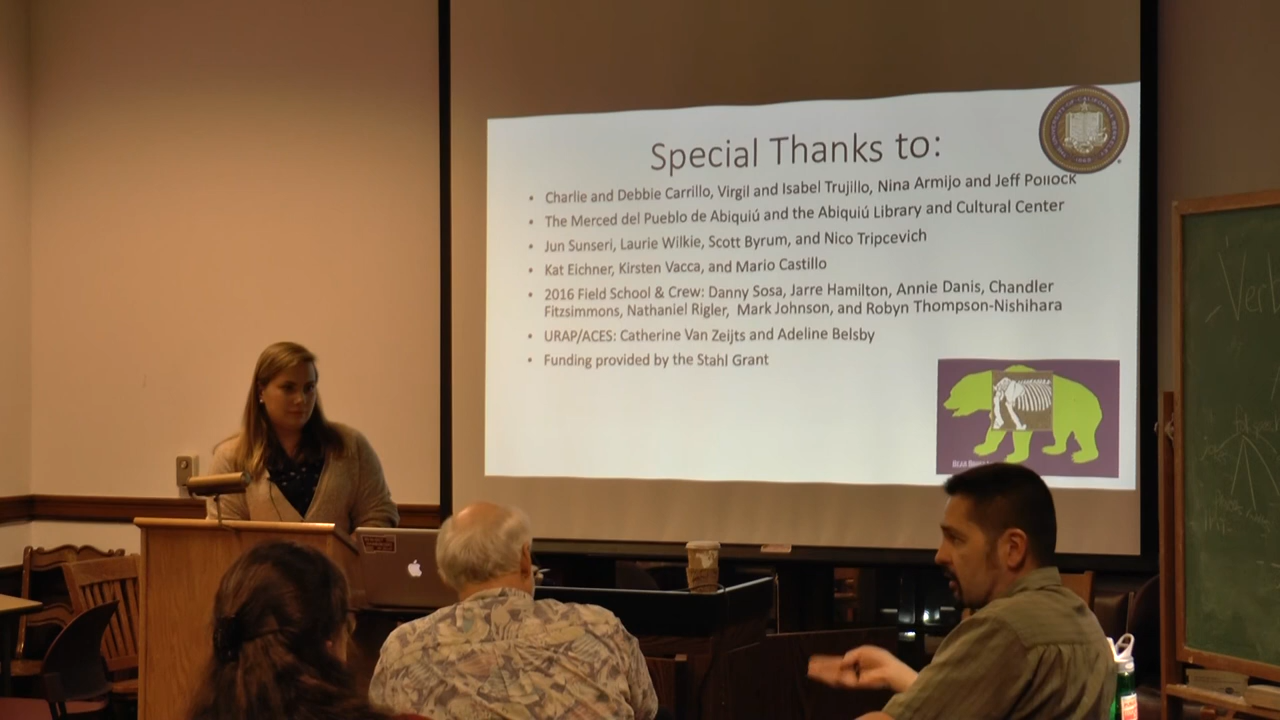 Special Thanks to:
• Charlie and Debbie Carrillo, Virgil and Isabel Trujillo, Nina Armijo and Jeff Pollock
• The Merced del Pueblo de Abiquiú and the Abiquiú Library and Cultural Center
• Jun Sunseri, Laurie Wilkie, Scott Byrum, and Nico Tripcevich
• Kat Eichner, Kirsten Vacca, and Mario Castillo
• 2016 Field School & Crew: Danny Sosa, Jarre Hamilton, Annie Danis, Chandler
Fitzsimmons, Nathaniel Rigler, Mark Johnson, and Robyn Thompson-Nishihara
• URAP/ACES: Catherine Van Zeijts and Adeline Belsby
• Funding provided by the Stahl Grant